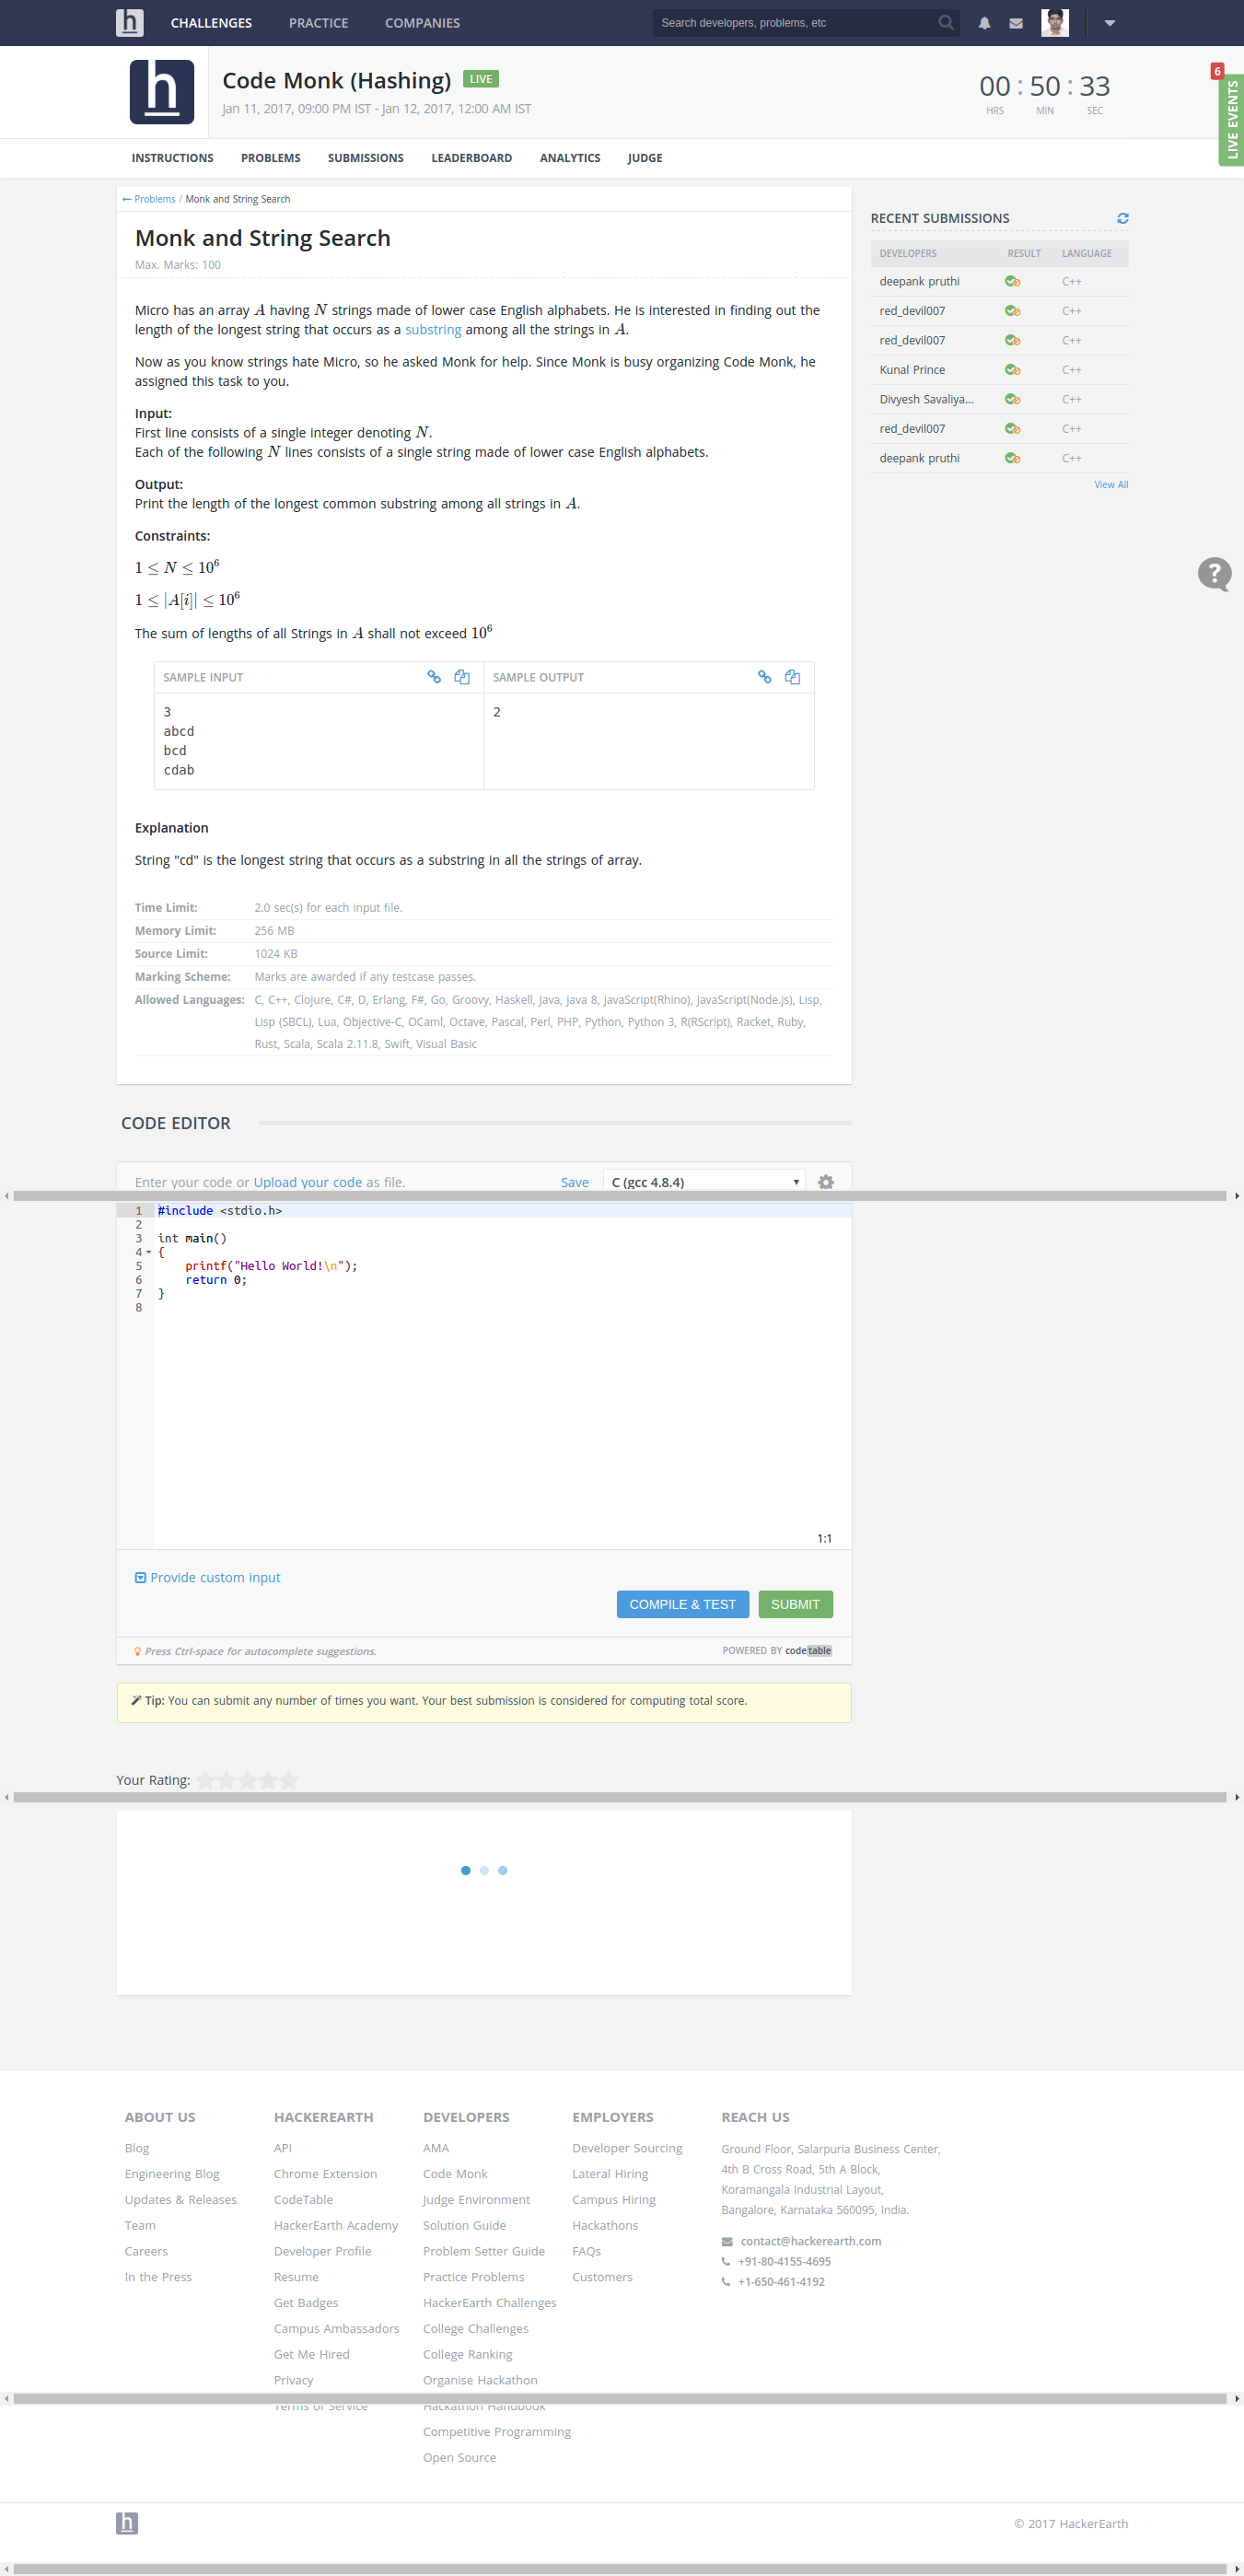 h CHALLENGES PRACTICE COMPANIES Search developers, problems, etc
h Code Monk (Hashing) LIVE
Jan 11, 2017, 09:00 PM IST - Jan 12, 2017, 12:00 AM IST
00 : 50 : 33
HRS MIN SEC
6
LIVE EVENTS
INSTRUCTIONS PROBLEMS SUBMISSIONS LEADERBOARD ANALYTICS JUDGE
← Problems / Monk and String Search
Monk and String Search
Max. Marks: 100
Micro has an array A having N strings made of lower case English alphabets. He is interested in finding out the
length of the longest string that occurs as a substring among all the strings in A.
Now as you know strings hate Micro, so he asked Monk for help. Since Monk is busy organizing Code Monk, he
assigned this task to you.
Input:
First line consists of a single integer denoting N.
Each of the following N lines consists of a single string made of lower case English alphabets.
Output:
Print the length of the longest common substring among all strings in A.
Constraints:
1 ≤ N ≤ 10⁶
1 ≤ |A[i]| ≤ 10⁶
The sum of lengths of all Strings in A shall not exceed 10⁶
SAMPLE INPUT
3
abcd
bcd
cdab
SAMPLE OUTPUT
2
Explanation
String "cd" is the longest string that occurs as a substring in all the strings of array.
Time Limit: 2.0 sec(s) for each input file.
Memory Limit: 256 MB
Source Limit: 1024 KB
Marking Scheme: Marks are awarded if any testcase passes.
Allowed Languages: C, C++, Clojure, C#, D, Erlang, F#, Go, Groovy, Haskell, Java, Java 8, JavaScript(Rhino), JavaScript(Node.js), Lisp,
Lisp (SBCL), Lua, Objective-C, OCaml, Octave, Pascal, Perl, PHP, Python, Python 3, R(RScript), Racket, Ruby,
Rust, Scala, Scala 2.11.8, Swift, Visual Basic
RECENT SUBMISSIONS
DEVELOPERS RESULT LANGUAGE
deepank pruthi C++
red_devil007 C++
red_devil007 C++
Kunal Prince C++
Divyesh Savaliya... C++
red_devil007 C++
deepank pruthi C++
View All
?
CODE EDITOR
Enter your code or Upload your code as file. Save C (gcc 4.8.4)
1 #include <stdio.h>
2
3 int main()
4 {
5 printf("Hello World!\n");
6 return 0;
7 }
8
1:1
Provide custom input
COMPILE & TEST SUBMIT
Press Ctrl-space for autocomplete suggestions. POWERED BY codetable
Tip: You can submit any number of times you want. Your best submission is considered for computing total score.
Your Rating:
ABOUT US
Blog
Engineering Blog
Updates & Releases
Team
Careers
In the Press
HACKEREARTH
API
Chrome Extension
CodeTable
HackerEarth Academy
Developer Profile
Resume
Get Badges
Campus Ambassadors
Get Me Hired
Privacy
Terms of Service
DEVELOPERS
AMA
Code Monk
Judge Environment
Solution Guide
Problem Setter Guide
Practice Problems
HackerEarth Challenges
College Challenges
College Ranking
Organise Hackathon
Hackathon Handbook
Competitive Programming
Open Source
EMPLOYERS
Developer Sourcing
Lateral Hiring
Campus Hiring
Hackathons
FAQs
Customers
REACH US
Ground Floor, Salarpuria Business Center,
4th B Cross Road, 5th A Block,
Koramangala Industrial Layout,
Bangalore, Karnataka 560095, India.
contact@hackerearth.com
+91-80-4155-4695
+1-650-461-4192
h © 2017 HackerEarth